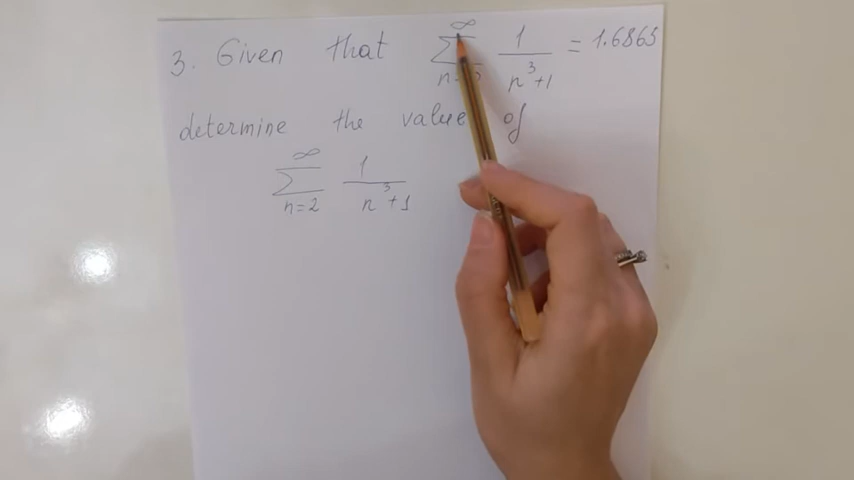 3. Given that ∞ ∑ n= 1/(n³+1) = 1.6865
determine the value of
∞ ∑ n=2 1/(n³+1)